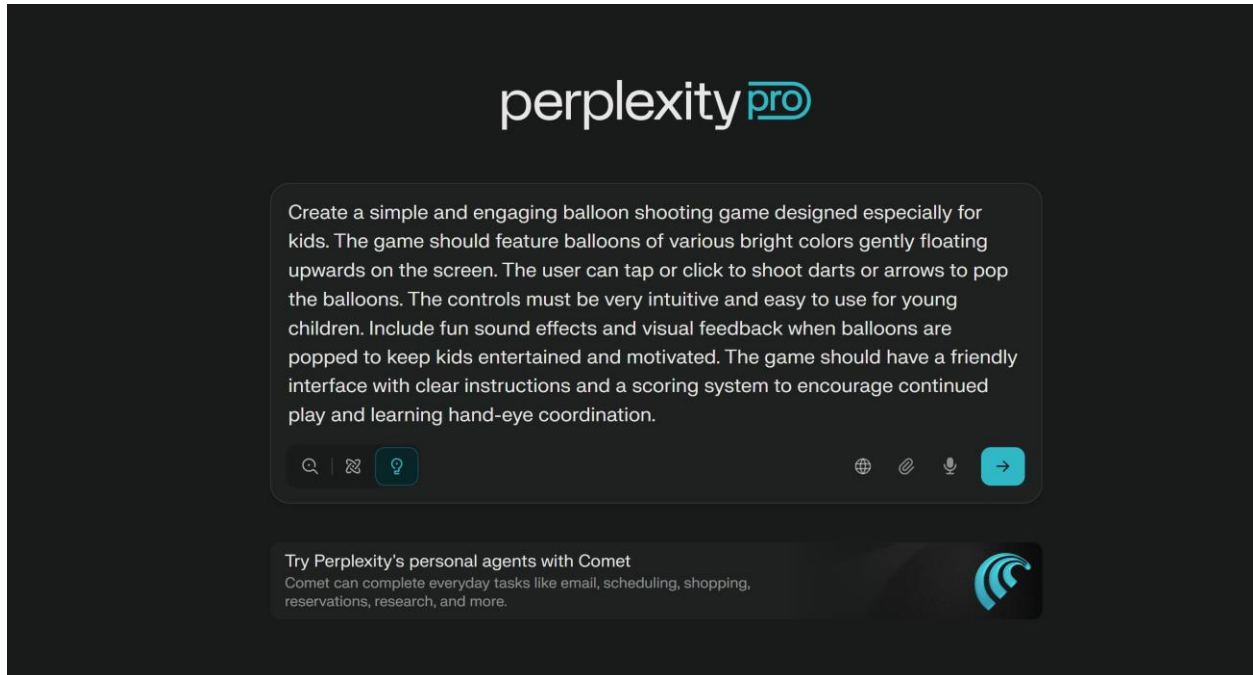 perplexity pro
Create a simple and engaging balloon shooting game designed especially for
kids. The game should feature balloons of various bright colors gently floating
upwards on the screen. The user can tap or click to shoot darts or arrows to pop
the balloons. The controls must be very intuitive and easy to use for young
children. Include fun sound effects and visual feedback when balloons are
popped to keep kids entertained and motivated. The game should have a friendly
interface with clear instructions and a scoring system to encourage continued
play and learning hand-eye coordination.
Try Perplexity's personal agents with Comet
Comet can complete everyday tasks like email, scheduling, shopping,
reservations, research, and more.